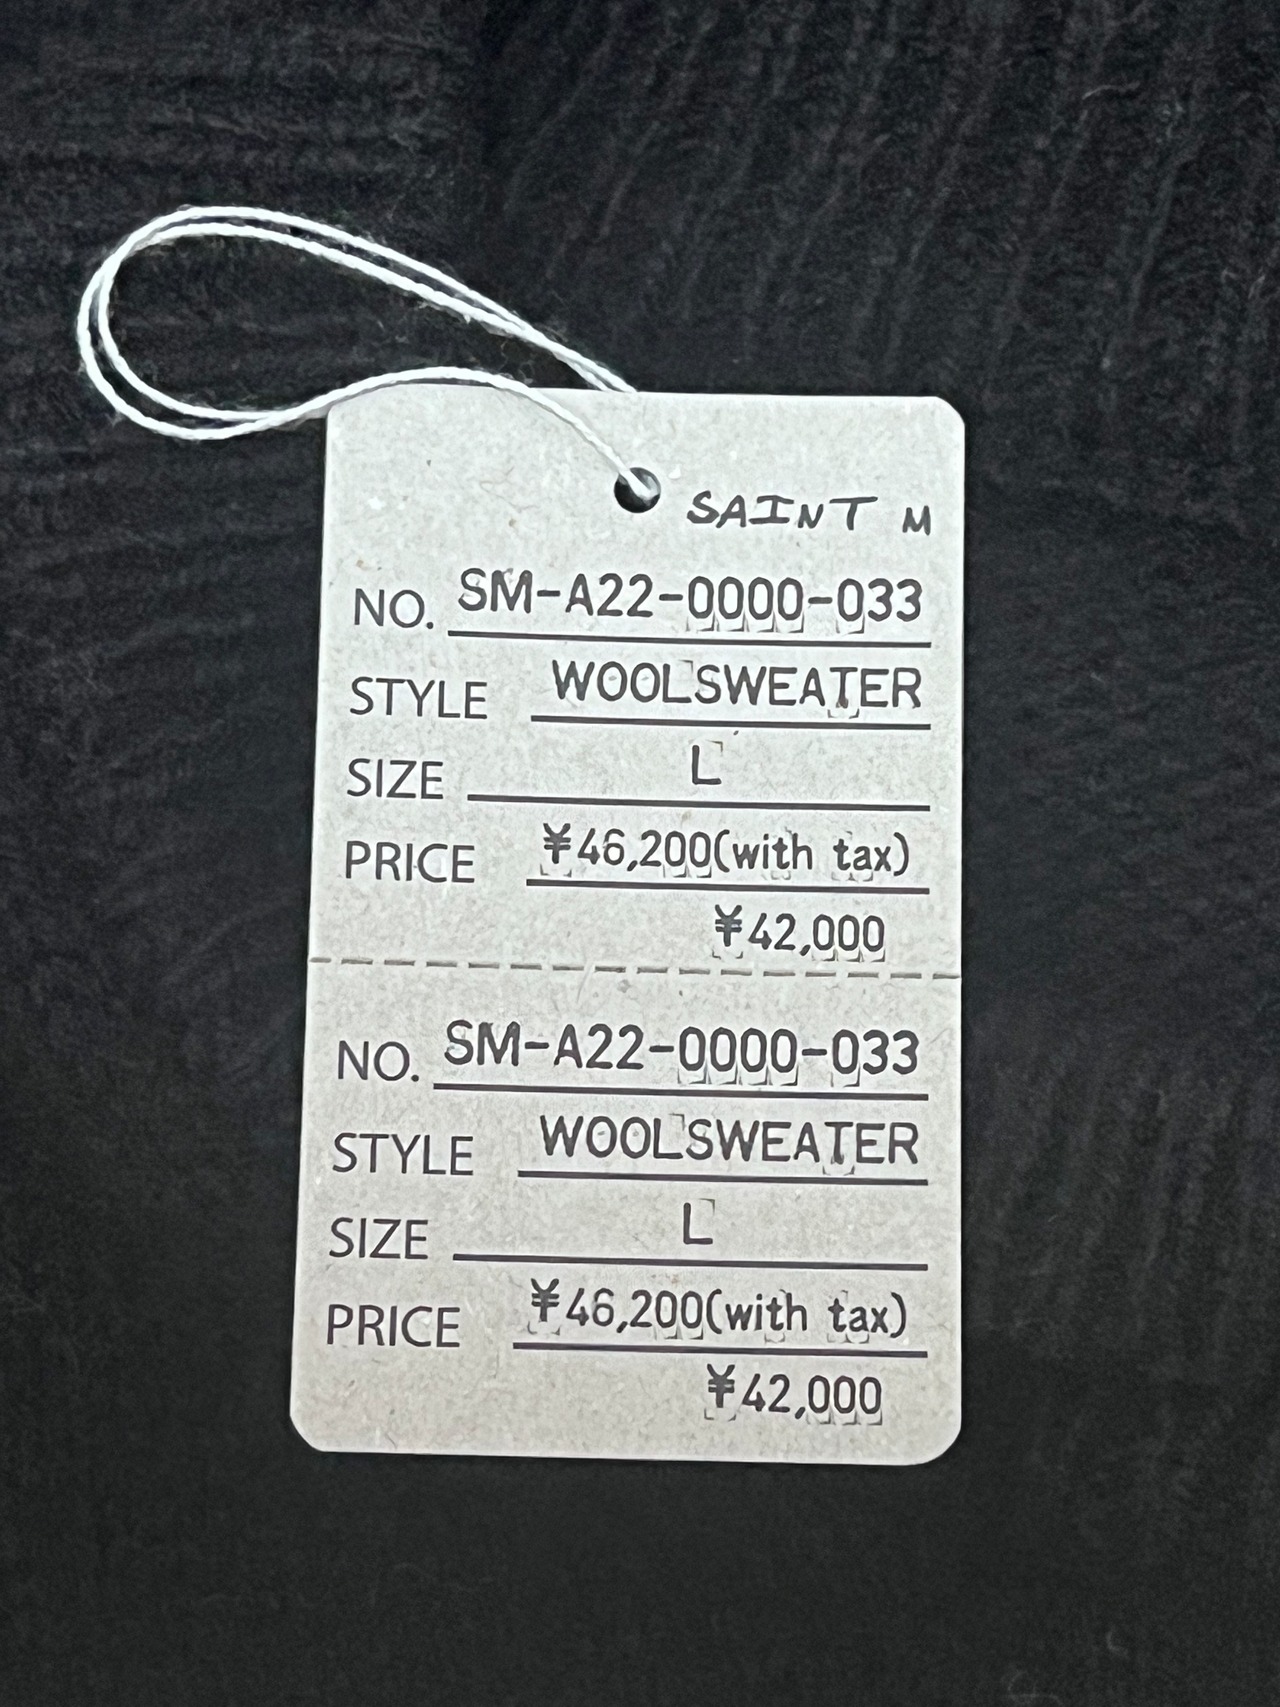 SAINT M
NO. SM-A22-0000-033
STYLE WOOLSWEATER
SIZE L
PRICE ¥46,200(with tax)
¥42,000
NO. SM-A22-0000-033
STYLE WOOLSWEATER
SIZE L
PRICE ¥46,200(with tax)
¥42,000